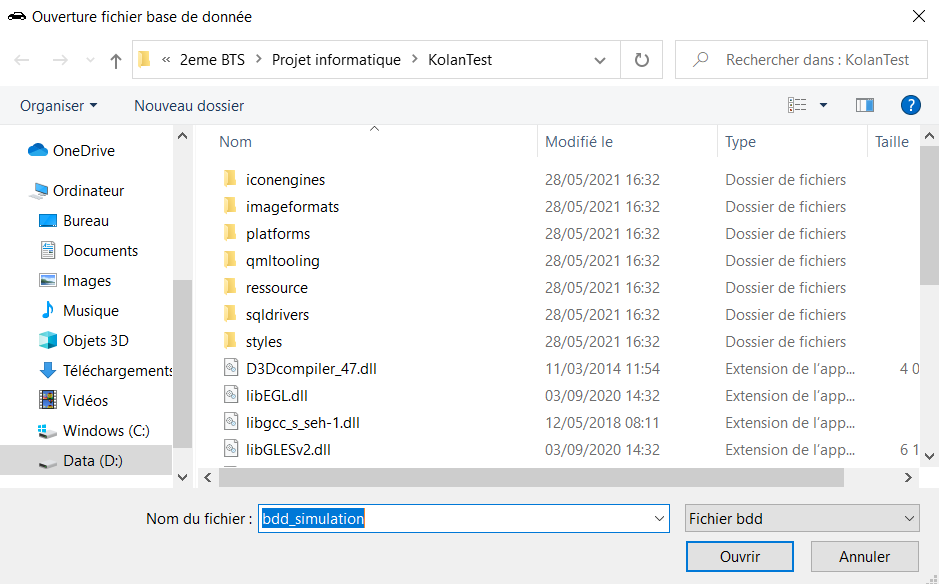 Ouverture fichier base de donnée
« 2eme BTS > Projet informatique > KolanTest
Rechercher dans : KolanTest
Organiser
Nouveau dossier
?
OneDrive
Ordinateur
Bureau
Documents
Images
Musique
Objets 3D
Téléchargements
Vidéos
Windows (C:)
Data (D:)
Nom Modifié le Type Taille
iconengines 28/05/2021 16:32 Dossier de fichiers
imageformats 28/05/2021 16:32 Dossier de fichiers
platforms 28/05/2021 16:32 Dossier de fichiers
qmltooling 28/05/2021 16:32 Dossier de fichiers
ressource 28/05/2021 16:32 Dossier de fichiers
sqldrivers 28/05/2021 16:32 Dossier de fichiers
styles 28/05/2021 16:32 Dossier de fichiers
D3Dcompiler_47.dll 11/03/2014 11:54 Extension de l'app... 4 0
libEGL.dll 03/09/2020 14:32 Extension de l'app...
libgcc_s_seh-1.dll 12/05/2018 08:11 Extension de l'app...
libGLESv2.dll 03/09/2020 14:32 Extension de l'app... 6 1
Nom du fichier : bdd_simulation
Fichier bdd
Ouvrir
Annuler